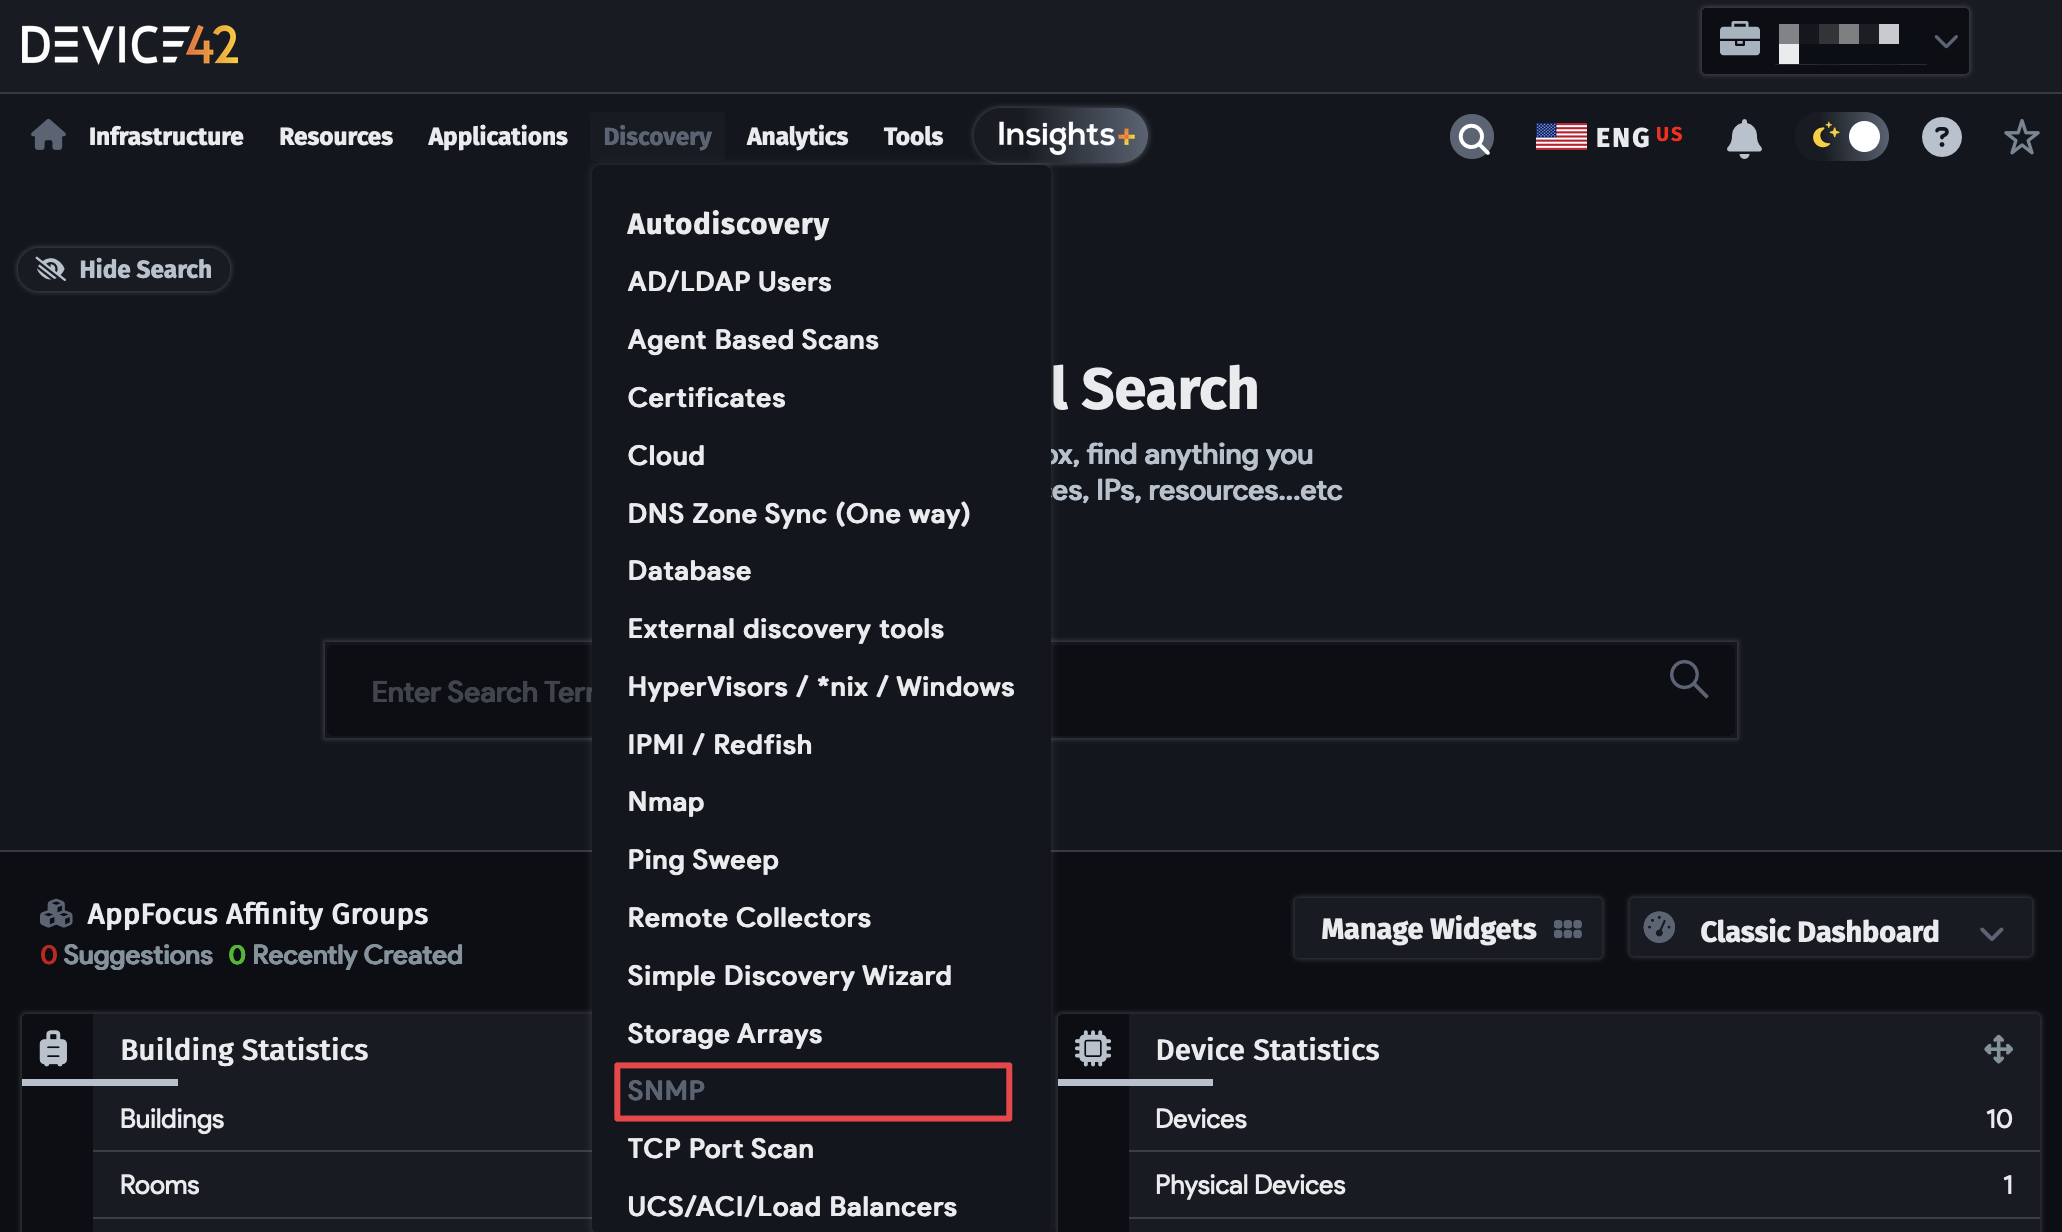 DEVICE42
Infrastructure
Resources
Applications
Discovery
Analytics
Tools
Insights+
ENG US
?
Hide Search
Autodiscovery
AD/LDAP Users
Agent Based Scans
Certificates
Cloud
DNS Zone Sync (One way)
Database
External discovery tools
HyperVisors / *nix / Windows
IPMI / Redfish
Nmap
Ping Sweep
Remote Collectors
Simple Discovery Wizard
Storage Arrays
SNMP
TCP Port Scan
UCS/ACI/Load Balancers
l Search
ox, find anything you
es, IPs, resources...etc
Enter Search Ter
AppFocus Affinity Groups
0 Suggestions 0 Recently Created
Manage Widgets
Classic Dashboard
Building Statistics
Buildings
Rooms
Device Statistics
Devices 10
Physical Devices 1